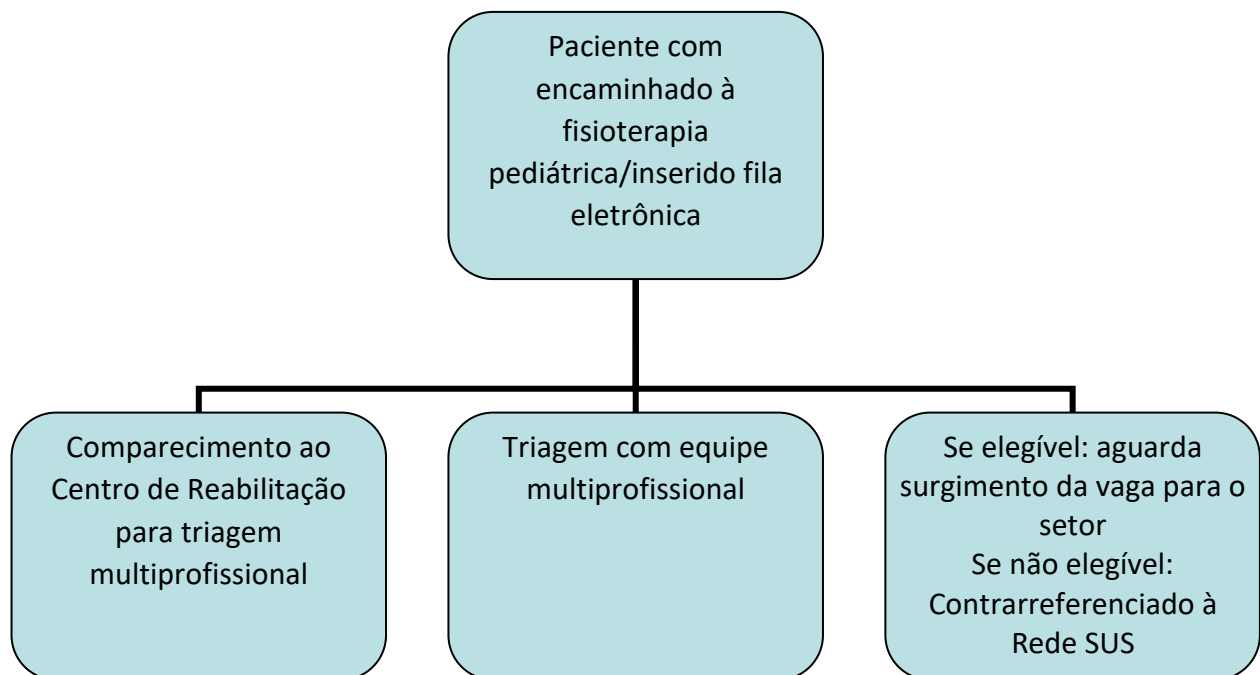 Paciente com
encaminhado à
fisioterapia
pediátrica/inserido fila
eletrônica
Comparecimento ao
Centro de Reabilitação
para triagem
multiprofissional
Triagem com equipe
multiprofissional
Se elegível: aguarda
surgimento da vaga para o
setor
Se não elegível:
Contrarreferenciado à
Rede SUS